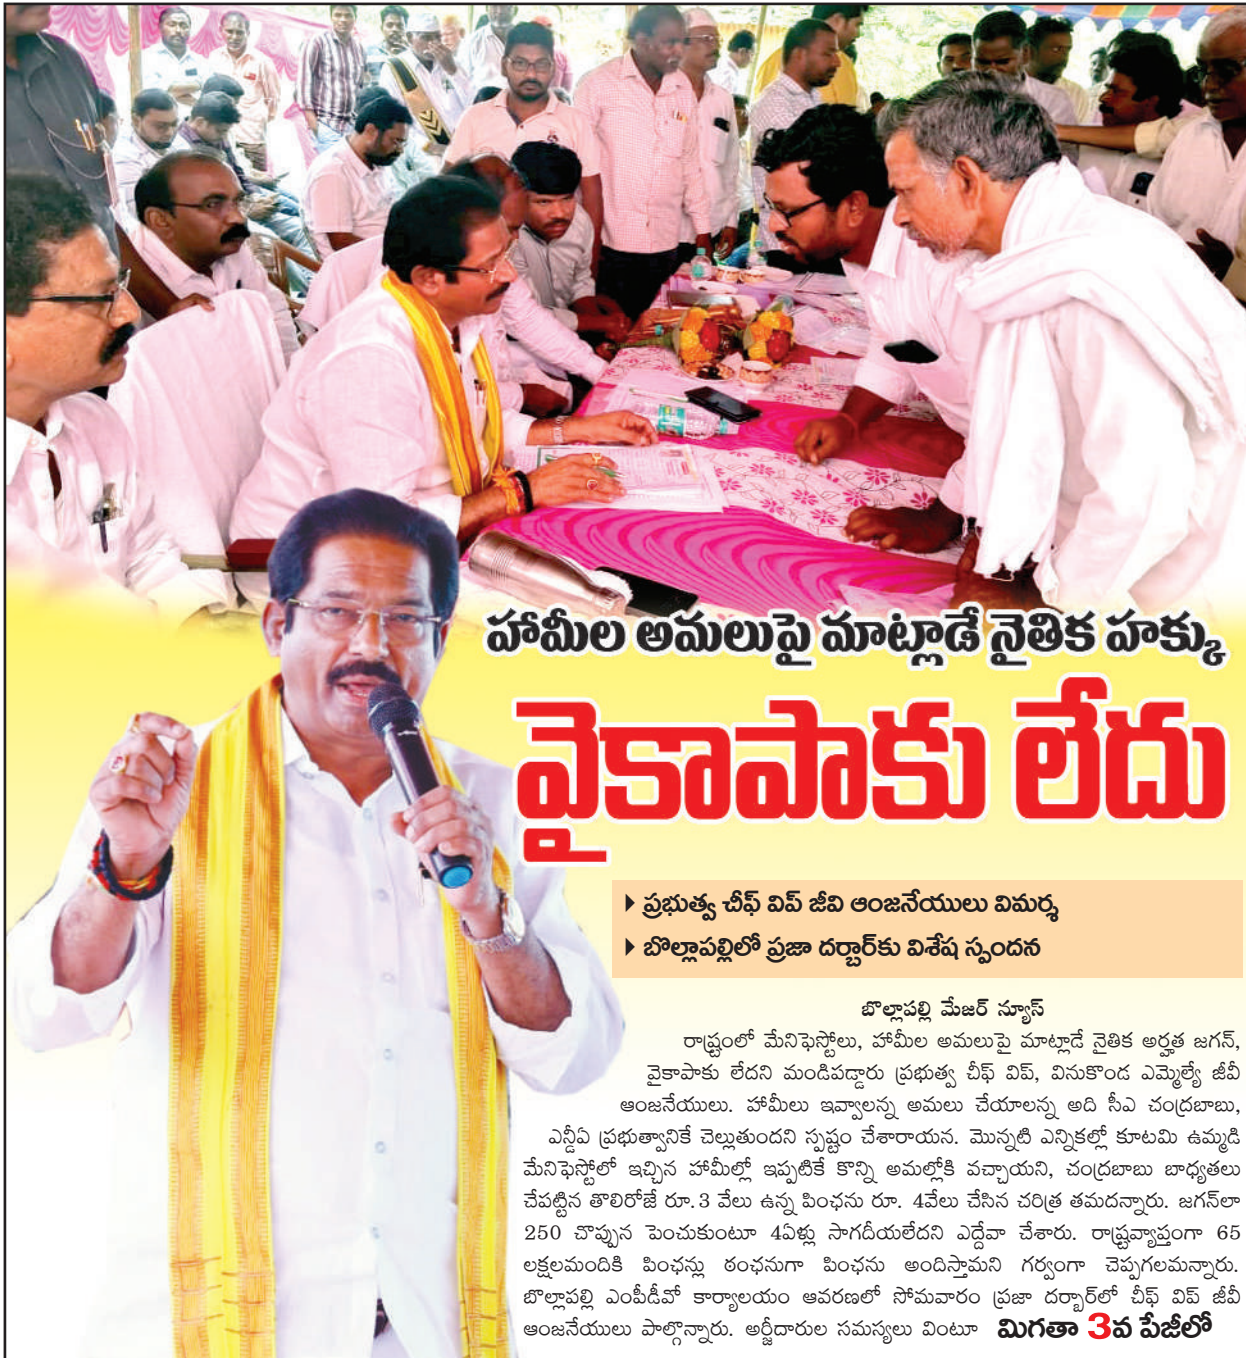 హామీల అమలుపై మాట్లాడే నైతిక హక్కు
వైకాపాకు లేదు
ప్రభుత్వ చీఫ్ విప్ జీవి ఆంజనేయులు విమర్శ
బొల్లాపల్లిలో ప్రజా దర్బార్‌కు విశేష స్పందన
బొల్లాపల్లి మేజర్ న్యూస్
రాష్ట్రంలో మేనిఫెస్టోలు, హామీల అమలుపై మాట్లాడే నైతిక అర్హత జగన్,
వైకాపాకు లేదని మండిపడ్డారు ప్రభుత్వ చీఫ్ విప్, వినుకొండ ఎమ్మెల్యే జీవీ
ఆంజనేయులు. హామీలు ఇవ్వాలన్న అమలు చేయాలన్న అది సీఎ చంద్రబాబు,
ఎన్డీఏ ప్రభుత్వానికే చెల్లుతుందని స్పష్టం చేశారాయన. మొన్నటి ఎన్నికల్లో కూటమి ఉమ్మడి
మేనిఫెస్టోలో ఇచ్చిన హామీల్లో ఇప్పటికే కొన్ని అమల్లోకి వచ్చాయని, చంద్రబాబు బాధ్యతలు
చేపట్టిన తొలిరోజే రూ.3 వేలు ఉన్న పింఛను రూ. 4వేలు చేసిన చరిత్ర తమదన్నారు. జగన్‌లా
250 చొప్పున పెంచుకుంటూ 4ఏళ్లు సాగదీయలేదని ఎద్దేవా చేశారు. రాష్ట్రవ్యాప్తంగా 65
లక్షలమందికి పింఛన్లు ఠంఛనుగా పింఛను అందిస్తామని గర్వంగా చెప్పగలమన్నారు.
బొల్లాపల్లి ఎంపీడీవో కార్యాలయం ఆవరణలో సోమవారం ప్రజా దర్బార్‌లో చీఫ్ విప్ జీవీ
ఆంజనేయులు పాల్గొన్నారు. అర్జీదారుల సమస్యలు వింటూ మిగతా 3వ పేజీలో